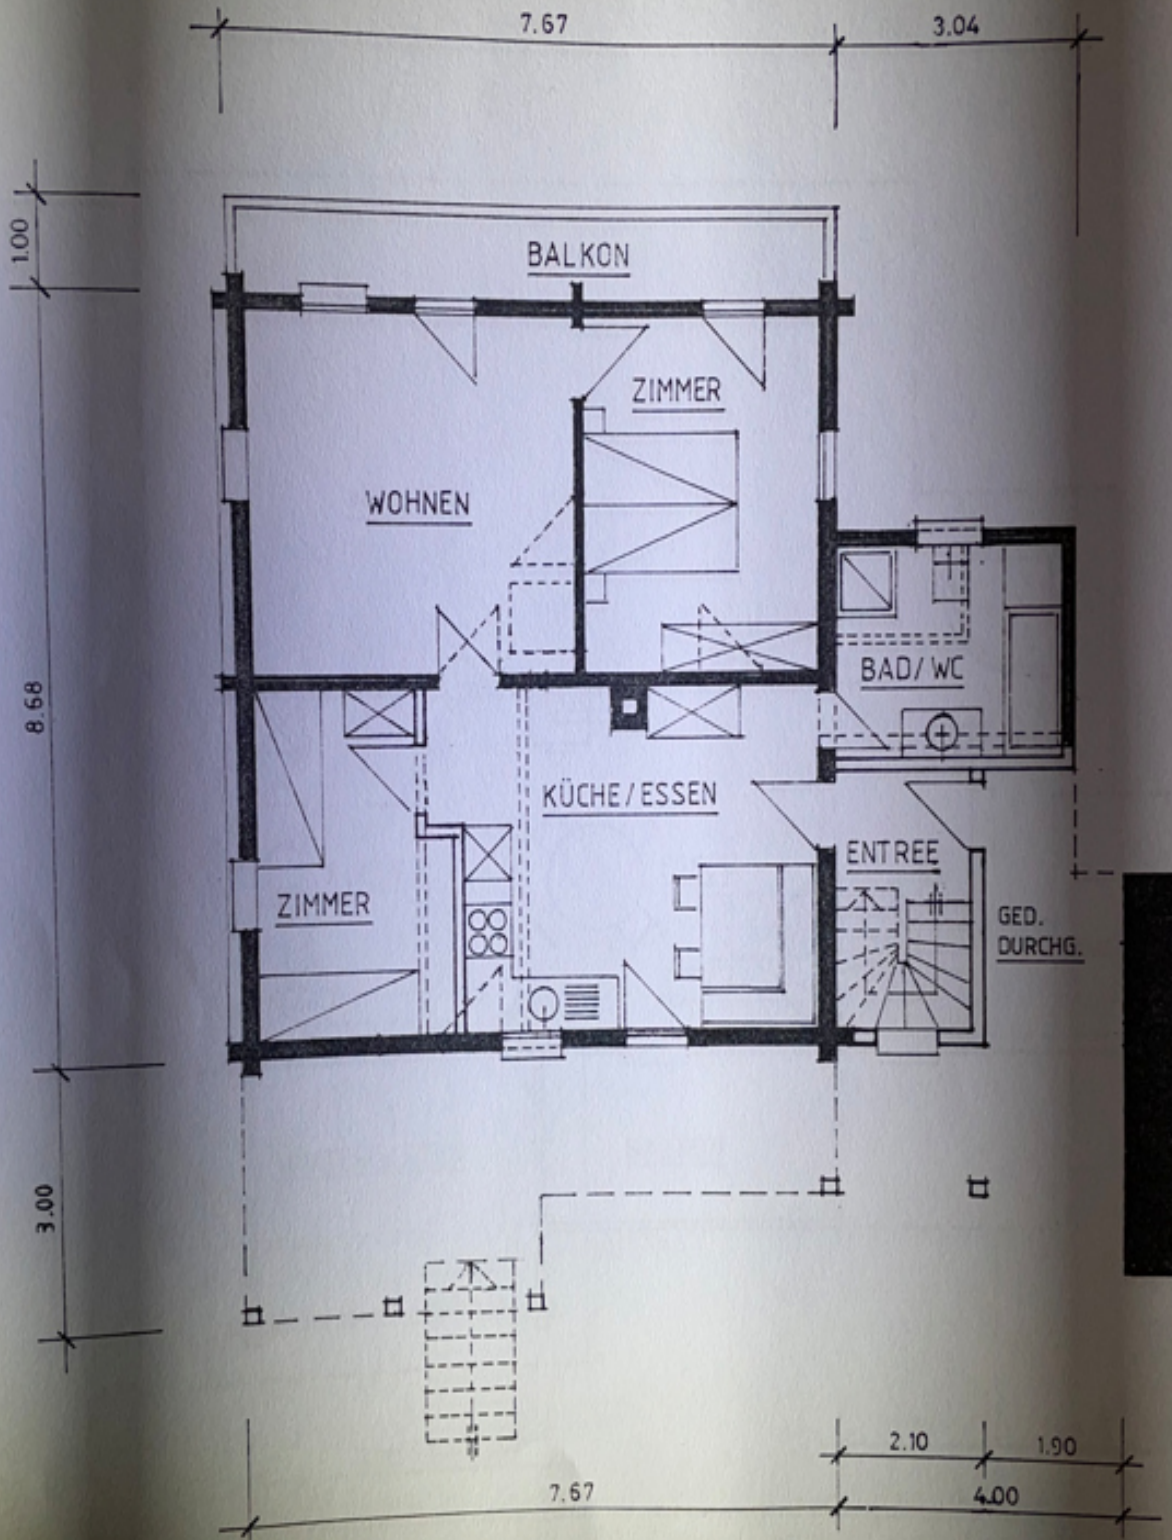 7.67
3.04
1.00
BALKON
ZIMMER
WOHNEN
BAD/WC
8.68
KÜCHE/ESSEN
ENTREE
ZIMMER
GED.
DURCHG.
3.00
2.10
1.90
7.67
4.00